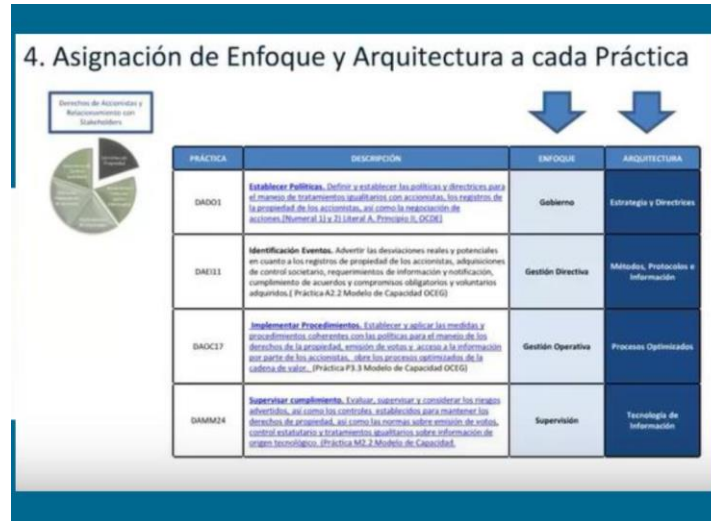 4. Asignación de Enfoque y Arquitectura a cada Práctica
Derechos de Accionistas y
Relacionamiento con
Stakeholders
PRÁCTICA
DESCRIPCIÓN
ENFOQUE
ARQUITECTURA
DADO1
Establecer Políticas. Definir y establecer las políticas y directrices para
el manejo de tratamientos igualitarios con accionistas, los registros de
la propiedad de los accionistas, así como la negociación de
acciones.[Numeral 1) y 2) Literal A, Principio II, OCDE]
Gobierno
Estrategia y Directrices
DAEI11
Identificación Eventos. Advertir las desviaciones reales y potenciales
en cuanto a los registros de propiedad de los accionistas, adquisiciones
de control societario, requerimientos de información y notificación,
cumplimiento de acuerdos y compromisos obligatorios y voluntarios
adquiridos.( Práctica A2.2 Modelo de Capacidad OCEG)
Gestión Directiva
Métodos, Protocolos e
Información
DAOC17
Implementar Procedimientos. Establecer y aplicar las medidas y
procedimientos coherentes con las políticas para el manejo de los
derechos de la propiedad, emisión de votos y acceso a la información
por parte de los accionistas, obre los procesos optimizados de la
cadena de valor. (Práctica P3.3 Modelo de Capacidad OCEG)
Gestión Operativa
Procesos Optimizados
DAMM24
Supervisar cumplimiento. Evaluar, supervisar y considerar los riesgos
advertidos, así como los controles establecidos para mantener los
derechos de propiedad, así como las normas sobre emisión de votos,
control estatutario y tratamientos igualitarios sobre información de
origen tecnológico. (Práctica M2.2 Modelo de Capacidad.
Supervisión
Tecnología de
Información